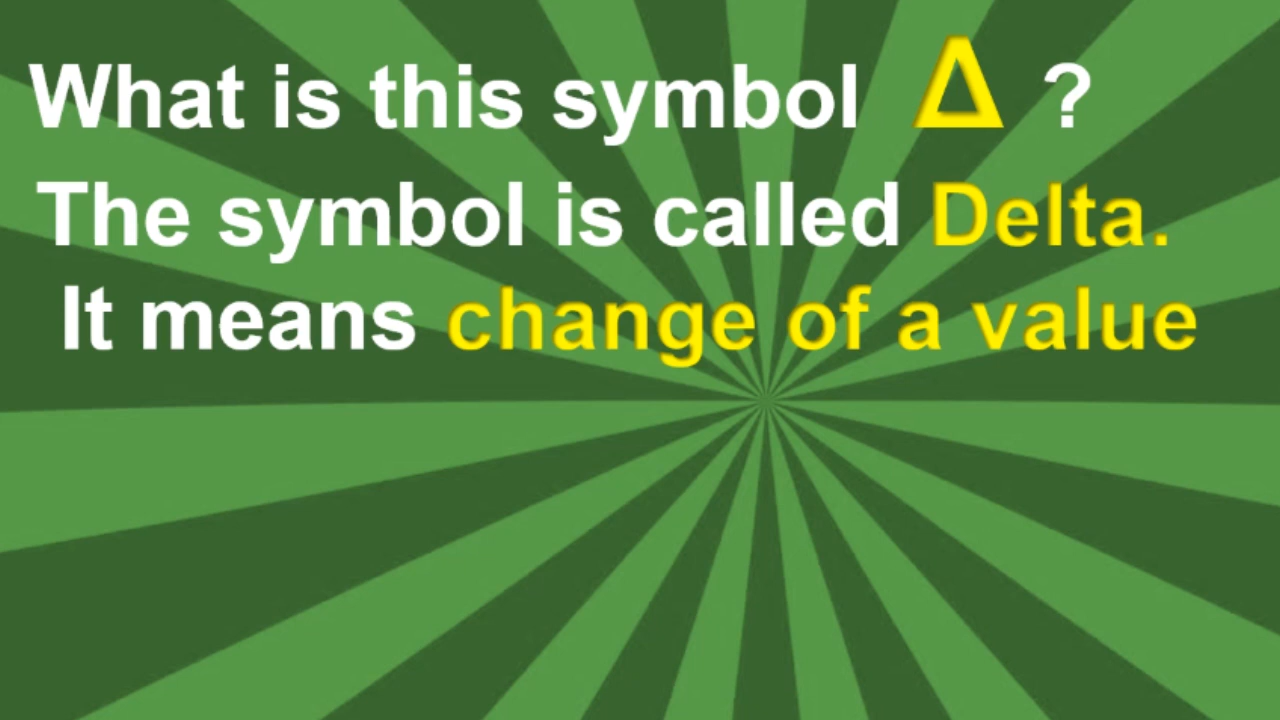 What is this symbol Δ ?
The symbol is called Delta.
It means change of a value